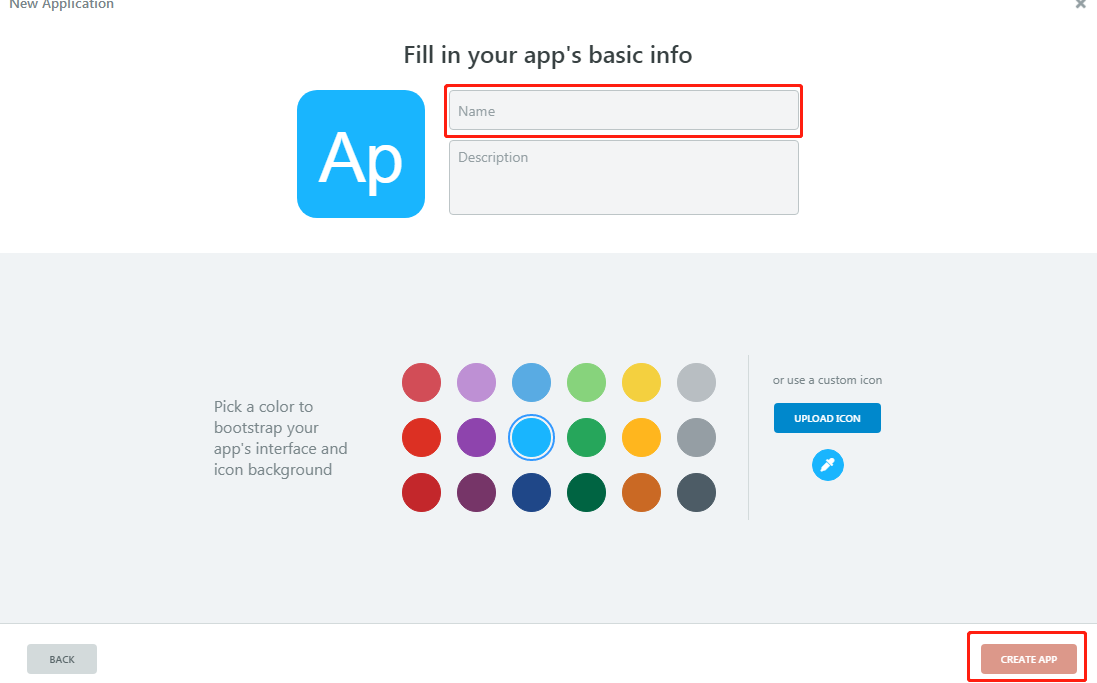 New Application
Fill in your app's basic info
Ap
Name
Description
Pick a color to
bootstrap your
app's interface and
icon background
or use a custom icon
UPLOAD ICON
BACK
CREATE APP